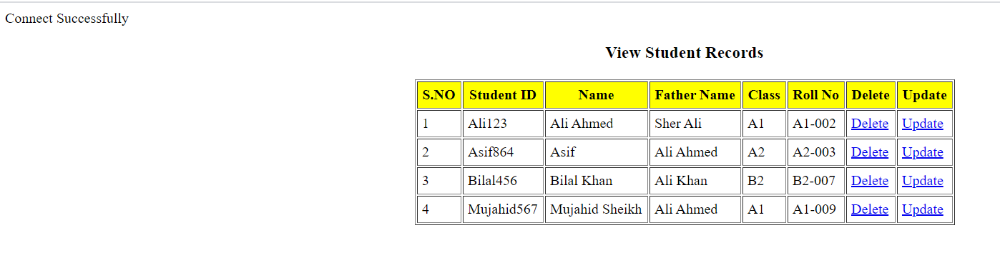 Connect Successfully
View Student Records
S.NO Student ID Name Father Name Class Roll No Delete Update
1 Ali123 Ali Ahmed Sher Ali A1 A1-002 Delete Update
2 Asif864 Asif Ali Ahmed A2 A2-003 Delete Update
3 Bilal456 Bilal Khan Ali Khan B2 B2-007 Delete Update
4 Mujahid567 Mujahid Sheikh Ali Ahmed A1 A1-009 Delete Update